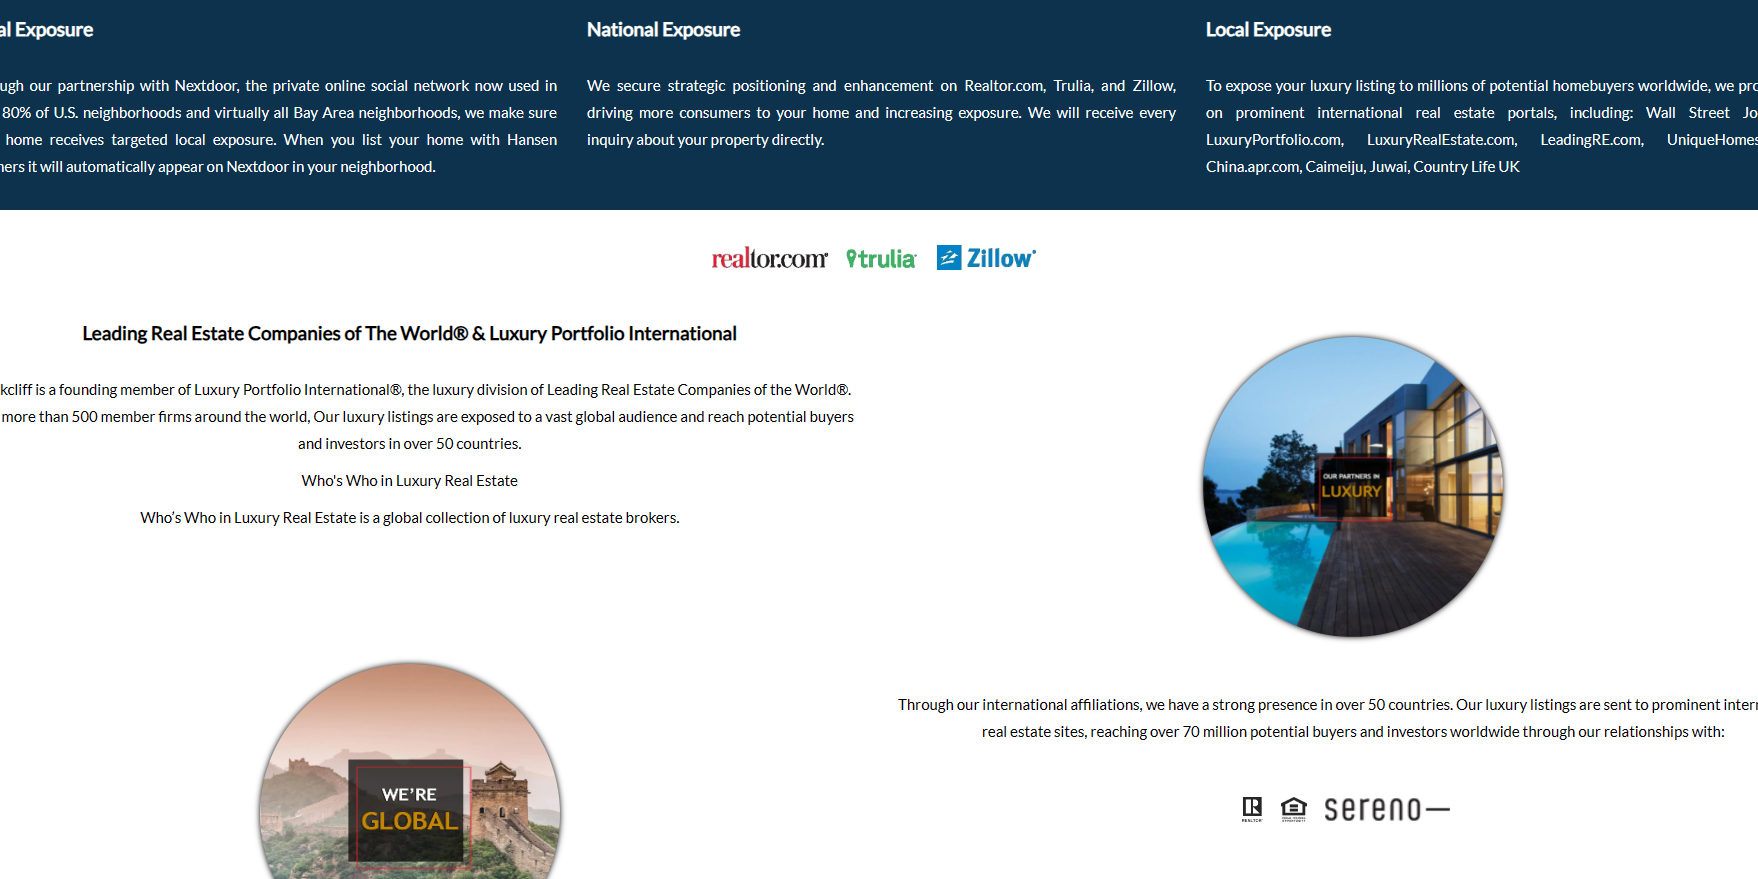 al Exposure
ugh our partnership with Nextdoor, the private online social network now used in
80% of U.S. neighborhoods and virtually all Bay Area neighborhoods, we make sure
home receives targeted local exposure. When you list your home with Hansen
ners it will automatically appear on Nextdoor in your neighborhood.
National Exposure
We secure strategic positioning and enhancement on Realtor.com, Trulia, and Zillow,
driving more consumers to your home and increasing exposure. We will receive every
inquiry about your property directly.
Local Exposure
To expose your luxury listing to millions of potential homebuyers worldwide, we pro
on prominent international real estate portals, including: Wall Street Jo
LuxuryPortfolio.com, LuxuryRealEstate.com, LeadingRE.com, UniqueHomes
China.apr.com, Caimeiju, Juwai, Country Life UK
realtor.com® trulia Zillow®
Leading Real Estate Companies of The World® & Luxury Portfolio International
kcliff is a founding member of Luxury Portfolio International®, the luxury division of Leading Real Estate Companies of the World®.
more than 500 member firms around the world, Our luxury listings are exposed to a vast global audience and reach potential buyers
and investors in over 50 countries.
Who's Who in Luxury Real Estate
Who’s Who in Luxury Real Estate is a global collection of luxury real estate brokers.
OUR PARTNERS IN
LUXURY
WE'RE
GLOBAL
Through our international affiliations, we have a strong presence in over 50 countries. Our luxury listings are sent to prominent inter
real estate sites, reaching over 70 million potential buyers and investors worldwide through our relationships with:
REALTOR® sereno